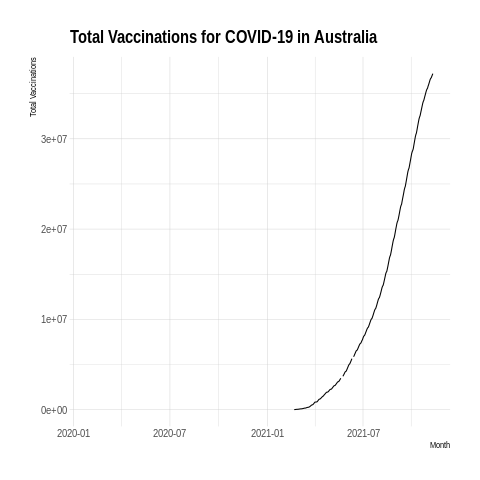 Total Vaccinations for COVID-19 in Australia
Total Vaccinations
3e+07
2e+07
1e+07
0e+00
2020-01 2020-07 2021-01 2021-07
Month